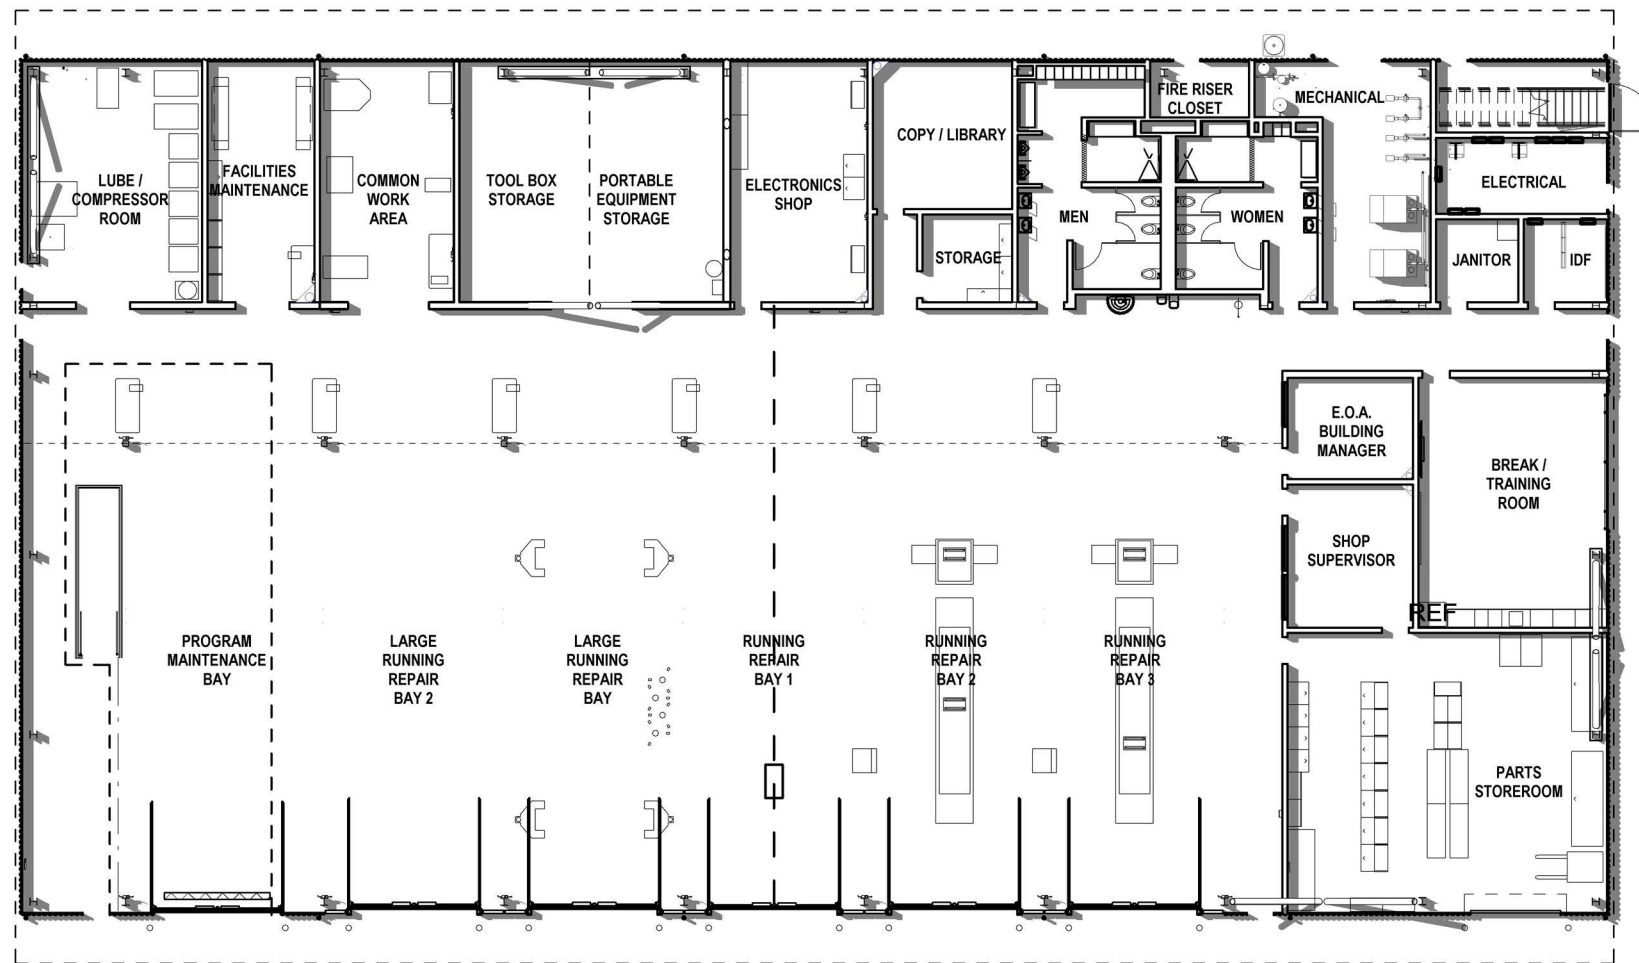 FIRE RISER
CLOSET
MECHANICAL
COPY / LIBRARY
LUBE /
COMPRESSOR
ROOM
FACILITIES
MAINTENANCE
COMMON
WORK
AREA
TOOL BOX
STORAGE
PORTABLE
EQUIPMENT
STORAGE
ELECTRONICS
SHOP
ELECTRICAL
MEN
WOMEN
STORAGE
JANITOR
IDF
E.O.A.
BUILDING
MANAGER
BREAK /
TRAINING
ROOM
SHOP
SUPERVISOR
REF
PROGRAM
MAINTENANCE
BAY
LARGE
RUNNING
REPAIR
BAY 2
LARGE
RUNNING
REPAIR
BAY
RUNNING
REPAIR
BAY 1
RUNNING
REPAIR
BAY 2
RUNNING
REPAIR
BAY 3
PARTS
STOREROOM